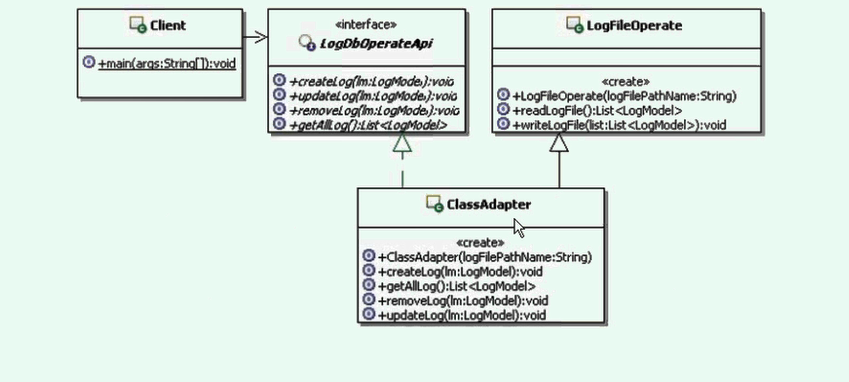 Client
+main(args:String[]):void
«interface»
LogDbOperateApi
+createLog(lm:LogModel):void
+updateLog(lm:LogModel):void
+removeLog(lm:LogModel):void
+getAllLog():List<LogModel>
LogFileOperate
«create»
+LogFileOperate(logFilePathName:String)
+readLogFile():List<LogModel>
+writeLogFile(list:List<LogModel>):void
ClassAdapter
«create»
+ClassAdapter(logFilePathName:String)
+createLog(lm:LogModel):void
+getAllLog():List<LogModel>
+removeLog(lm:LogModel):void
+updateLog(lm:LogModel):void